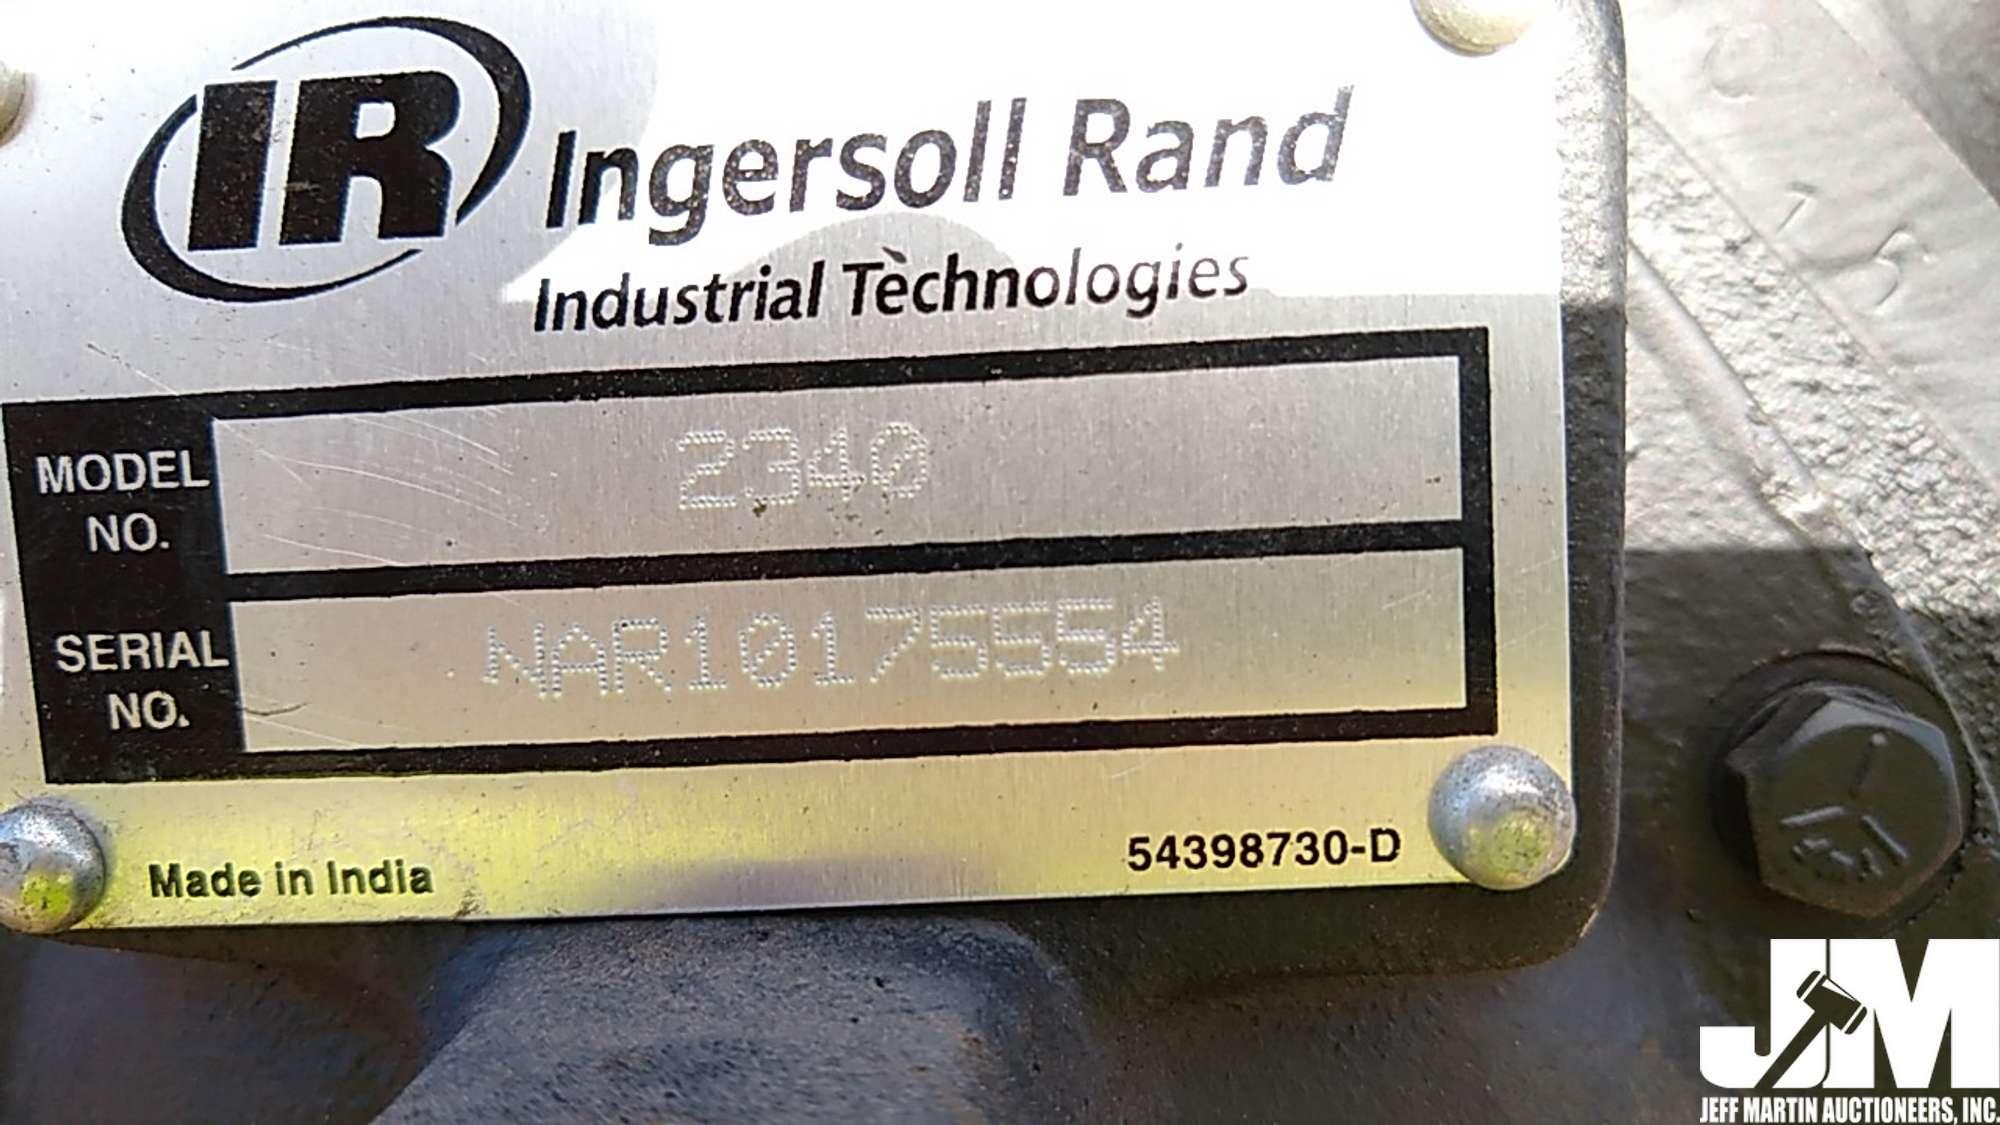 IR Ingersoll Rand
Industrial Technologies
MODEL NO. 2340
SERIAL NO. NAR10175554
Made in India
54398730-D
JM
JEFF MARTIN AUCTIONEERS, INC.